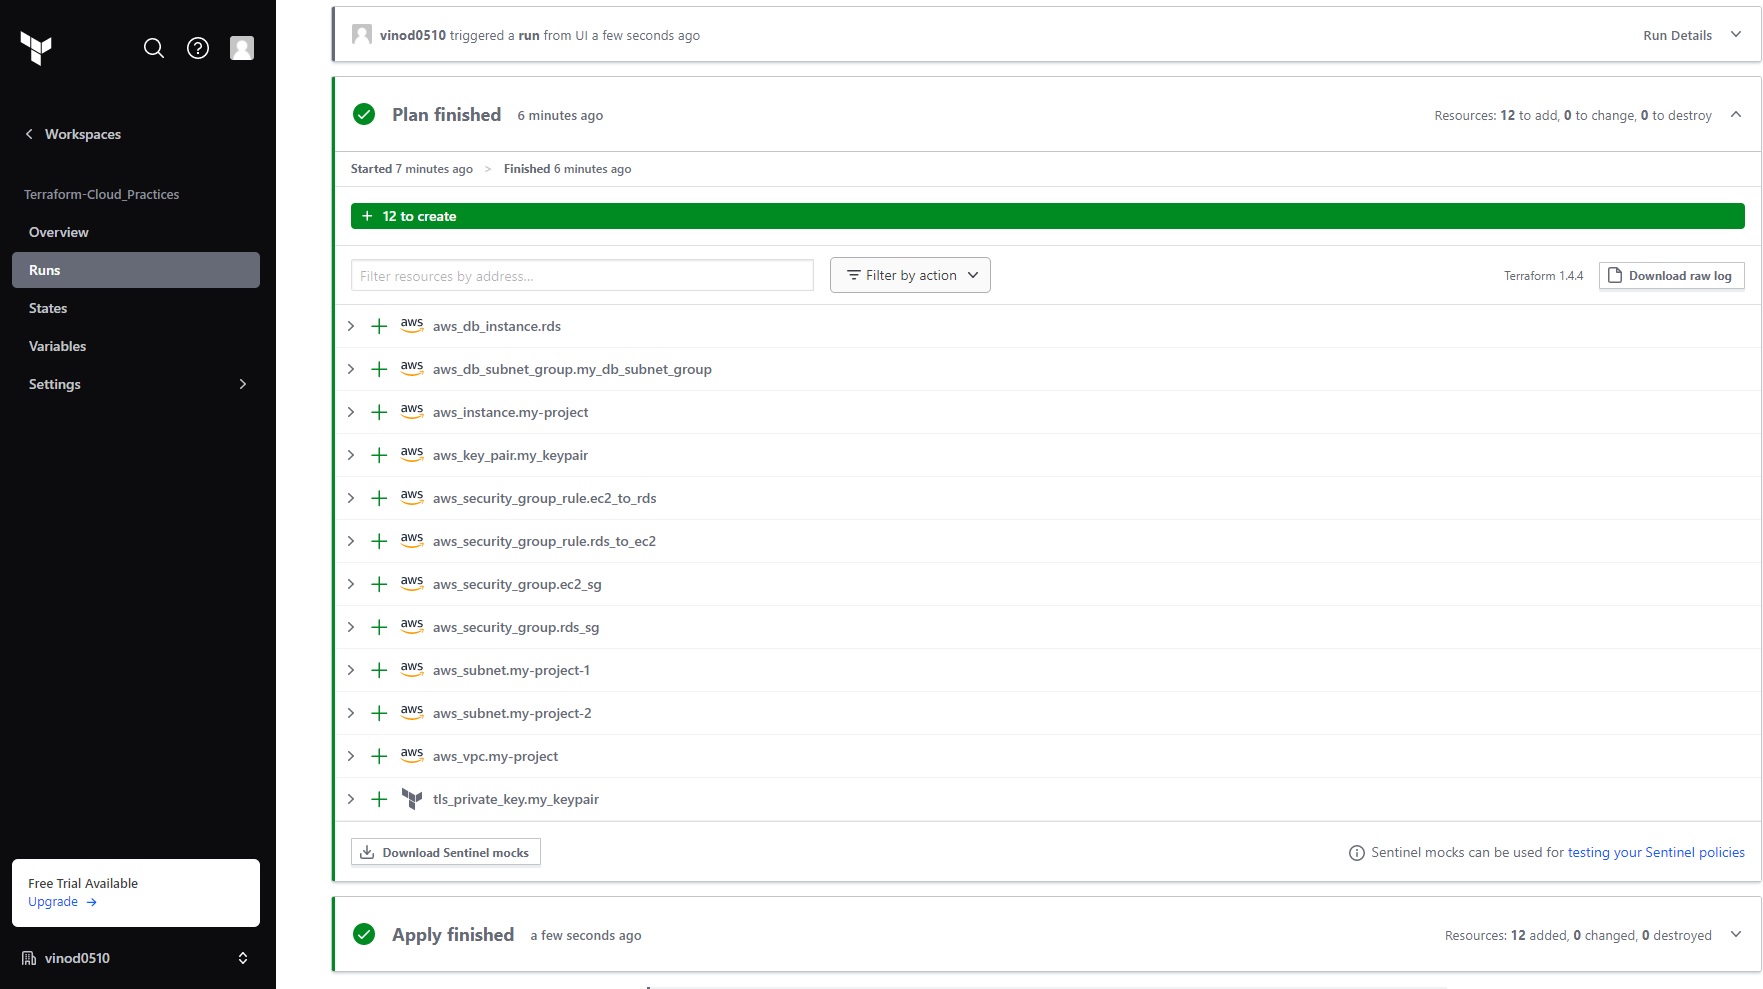 Workspaces
Terraform-Cloud_Practices
Overview
Runs
States
Variables
Settings
Free Trial Available
Upgrade →
vinod0510
vinod0510 triggered a run from UI a few seconds ago
Run Details
Plan finished 6 minutes ago
Resources: 12 to add, 0 to change, 0 to destroy
Started 7 minutes ago > Finished 6 minutes ago
+ 12 to create
Filter resources by address...
Filter by action
Terraform 1.4.4
Download raw log
aws aws_db_instance.rds
aws aws_db_subnet_group.my_db_subnet_group
aws aws_instance.my-project
aws aws_key_pair.my_keypair
aws aws_security_group_rule.ec2_to_rds
aws aws_security_group_rule.rds_to_ec2
aws aws_security_group.ec2_sg
aws aws_security_group.rds_sg
aws aws_subnet.my-project-1
aws aws_subnet.my-project-2
aws aws_vpc.my-project
tls_private_key.my_keypair
Download Sentinel mocks
Sentinel mocks can be used for testing your Sentinel policies
Apply finished a few seconds ago
Resources: 12 added, 0 changed, 0 destroyed